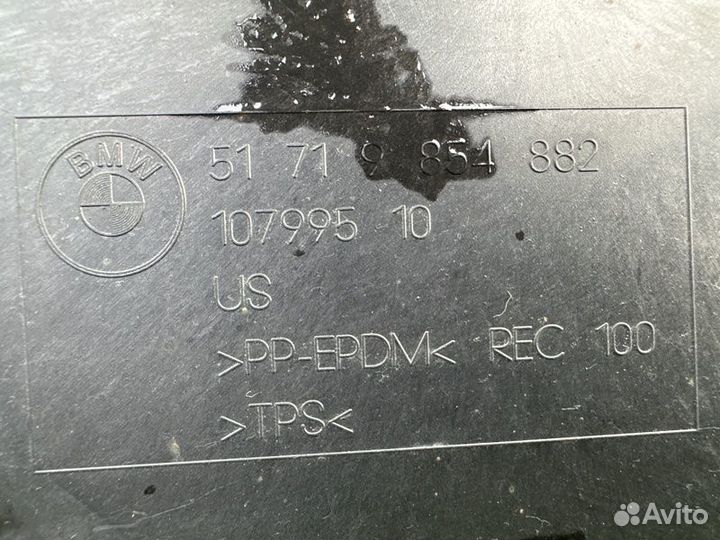 BMW
51 71 9 854 882
107995 10
US
>PP-EPDM< REC 100
>TPS<
Avito